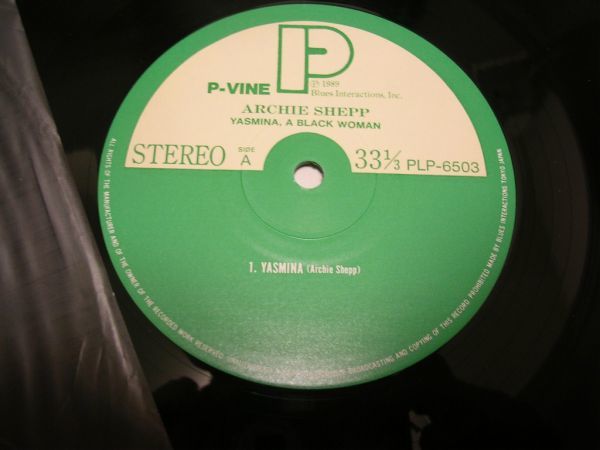 P-VINE
P
℗ 1989
Blues Interactions, Inc.
ARCHIE SHEPP
YASMINA, A BLACK WOMAN
STEREO
SIDE
A
33⅓ PLP-6503
1. YASMINA (Archie Shepp)
ALL RIGHTS OF THE MANUFACTURER AND OF THE OWNER OF THE RECORDED WORK RESERVED BROADCASTING AND COPYING OF THIS RECORD PROHIBITED MADE BY BLUES INTERACTIONS TOKYO JAPAN